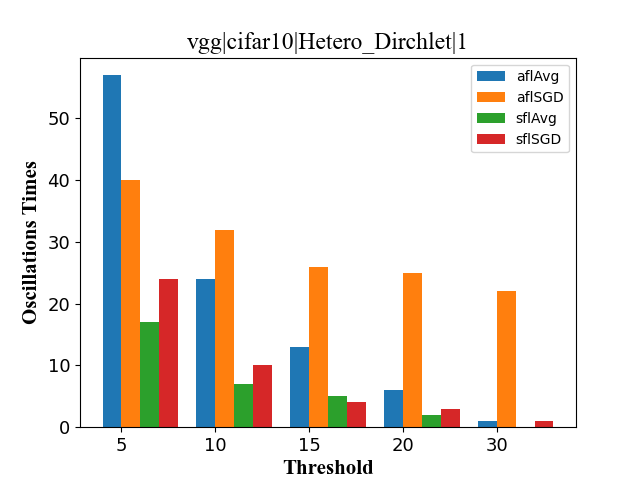 vgg|cifar10|Hetero_Dirchlet|1
aflAvg
aflSGD
sflAvg
sflSGD
Oscillations Times
50
40
30
20
10
0
5 10 15 20 30
Threshold